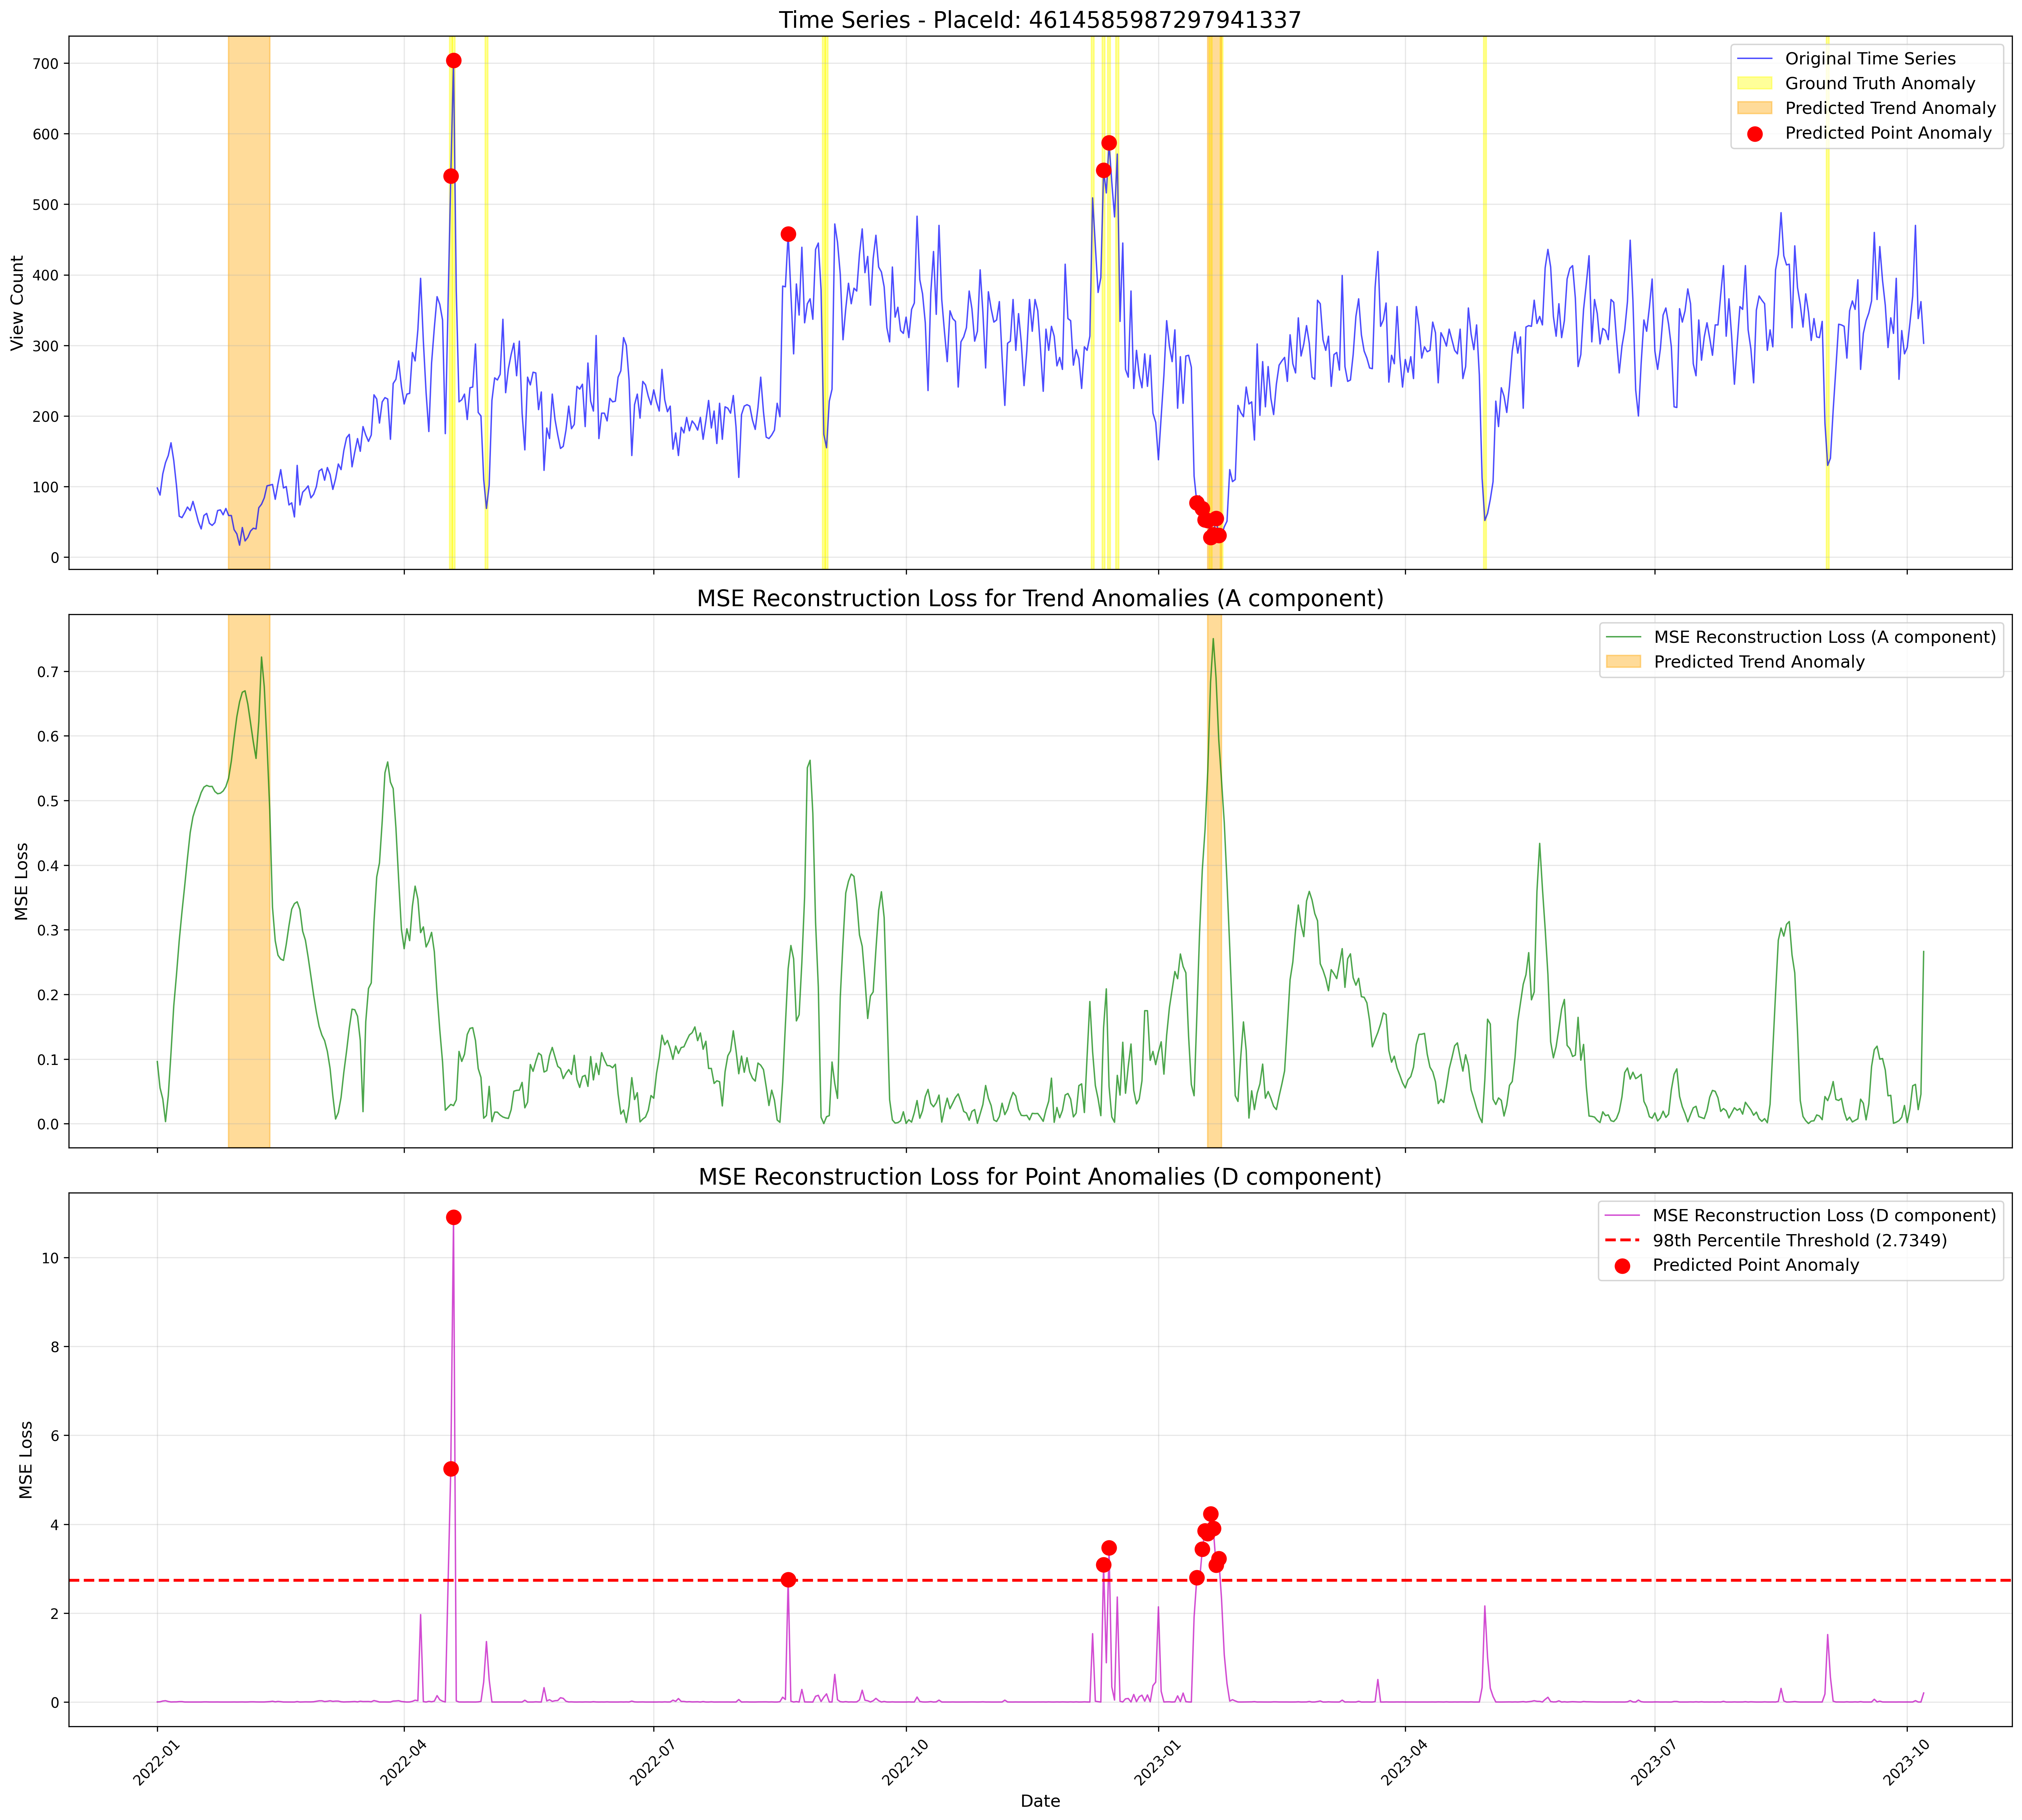 Time Series - PlaceId: 4614585987297941337
700
600
500
400
300
200
100
0
View Count
Original Time Series
Ground Truth Anomaly
Predicted Trend Anomaly
Predicted Point Anomaly
MSE Reconstruction Loss for Trend Anomalies (A component)
0.7
0.6
0.5
0.4
0.3
0.2
0.1
0.0
MSE Loss
MSE Reconstruction Loss (A component)
Predicted Trend Anomaly
MSE Reconstruction Loss for Point Anomalies (D component)
10
8
6
4
2
0
MSE Loss
MSE Reconstruction Loss (D component)
98th Percentile Threshold (2.7349)
Predicted Point Anomaly
2022-01
2022-04
2022-07
2022-10
2023-01
2023-04
2023-07
2023-10
Date